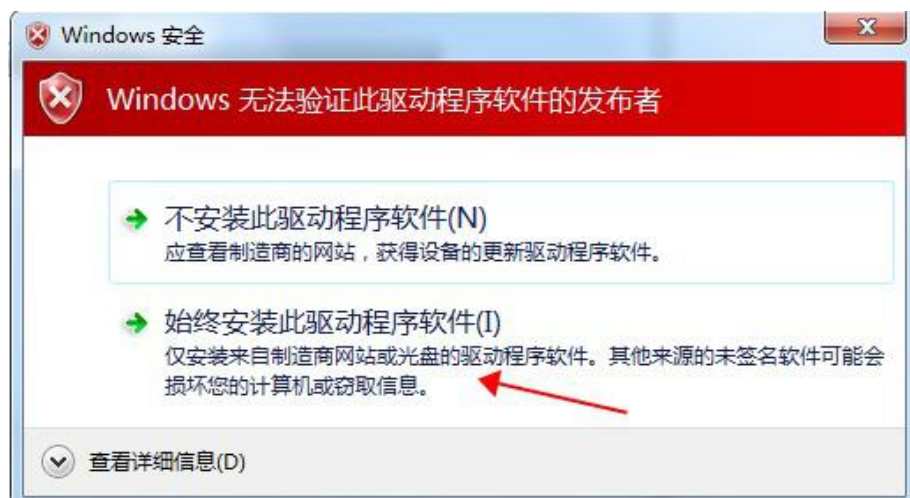 Windows 安全
Windows 无法验证此驱动程序软件的发布者
不安装此驱动程序软件(N)
应查看制造商的网站，获得设备的更新驱动程序软件。
始终安装此驱动程序软件(I)
仅安装来自制造商网站或光盘的驱动程序软件。其他来源的未签名软件可能会
损坏您的计算机或窃取信息。
查看详细信息(D)